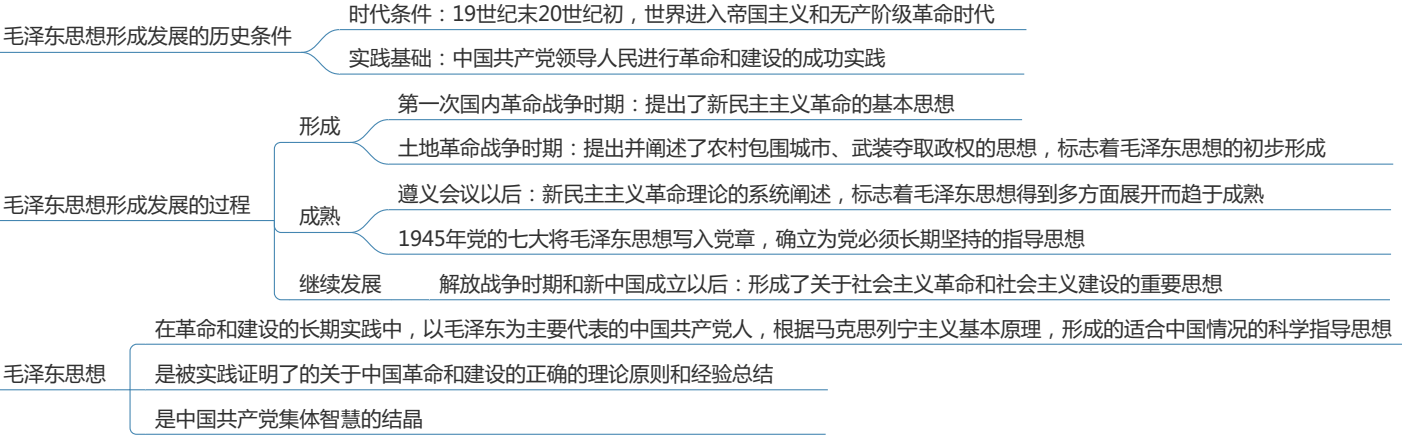 毛泽东思想形成发展的历史条件
时代条件：19世纪末20世纪初，世界进入帝国主义和无产阶级革命时代
实践基础：中国共产党领导人民进行革命和建设的成功实践
毛泽东思想形成发展的过程
形成
第一次国内革命战争时期：提出了新民主主义革命的基本思想
土地革命战争时期：提出并阐述了农村包围城市、武装夺取政权的思想，标志着毛泽东思想的初步形成
成熟
遵义会议以后：新民主主义革命理论的系统阐述，标志着毛泽东思想得到多方面展开而趋于成熟
1945年党的七大将毛泽东思想写入党章，确立为党必须长期坚持的指导思想
继续发展
解放战争时期和新中国成立以后：形成了关于社会主义革命和社会主义建设的重要思想
毛泽东思想
在革命和建设的长期实践中，以毛泽东为主要代表的中国共产党人，根据马克思列宁主义基本原理，形成的适合中国情况的科学指导思想
是被实践证明了的关于中国革命和建设的正确的理论原则和经验总结
是中国共产党集体智慧的结晶